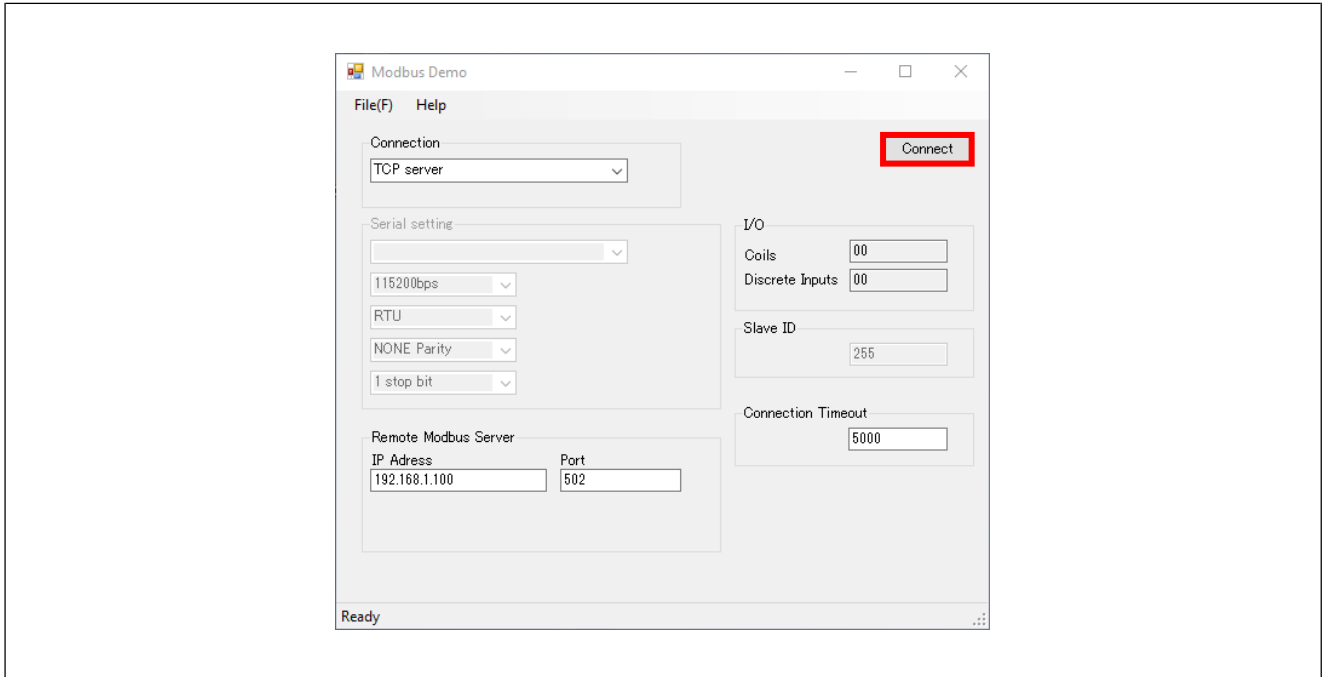 Modbus Demo
File(F) Help
Connection
TCP server
Connect
Serial setting
115200bps
RTU
NONE Parity
1 stop bit
I/O
Coils 00
Discrete Inputs 00
Slave ID
255
Connection Timeout
5000
Remote Modbus Server
IP Adress Port
192.168.1.100 502
Ready